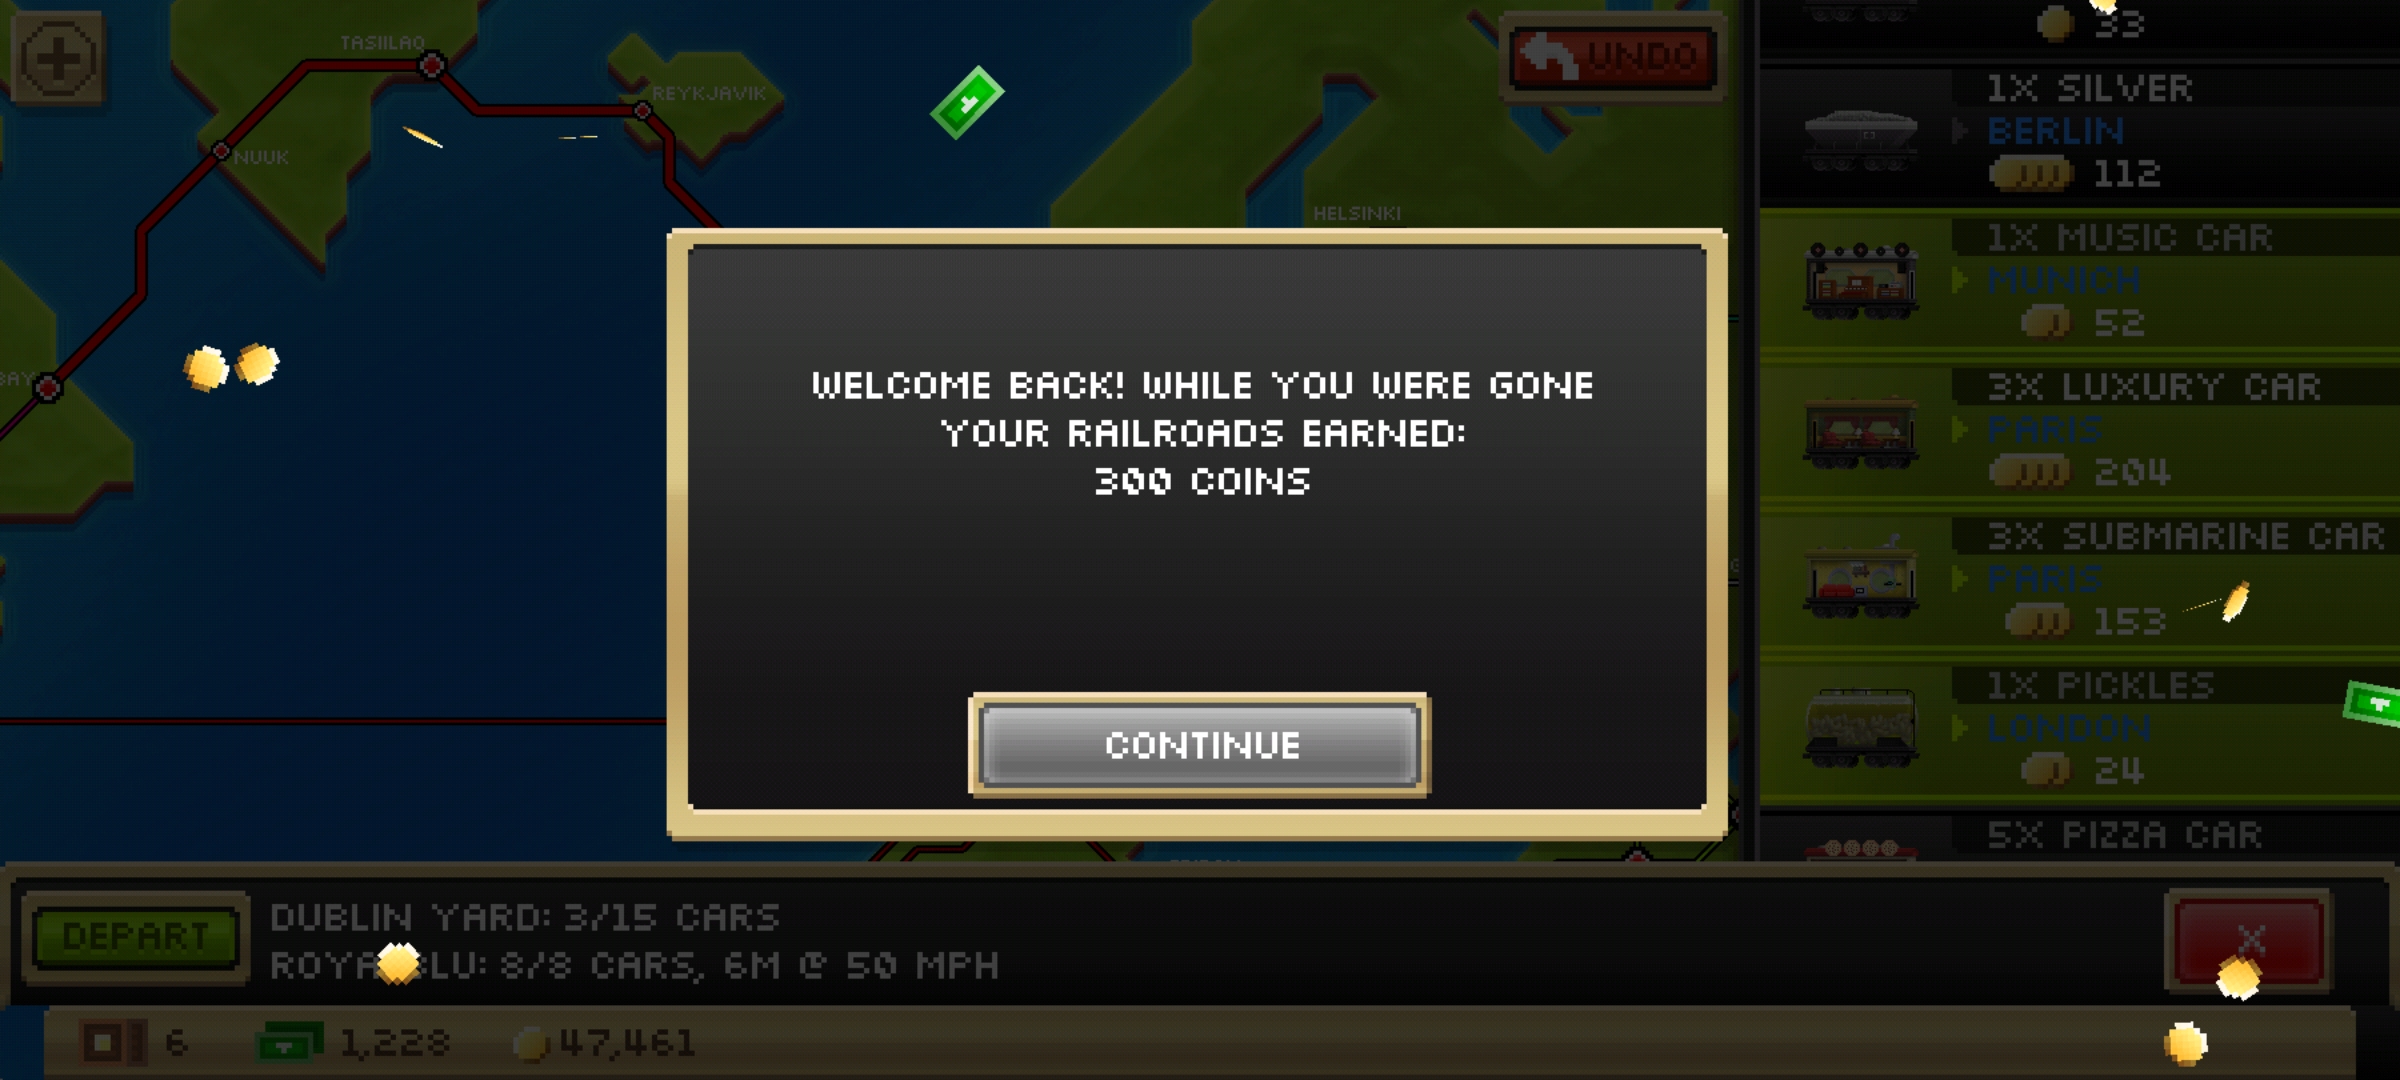 TASIILAQ
REYKJAVIK
NUUK
BAY
HELSINKI
UNDO
33
1X SILVER
BERLIN
112
1X MUSIC CAR
MUNICH
52
3X LUXURY CAR
PARIS
204
3X SUBMARINE CAR
PARIS
153
1X PICKLES
LONDON
24
5X PIZZA CAR
WELCOME BACK! WHILE YOU WERE GONE
YOUR RAILROADS EARNED:
300 COINS
CONTINUE
DEPART
DUBLIN YARD: 3/15 CARS
LU: 8/8 CARS, 6M @ 50 MPH
X
6
1,228
47,461